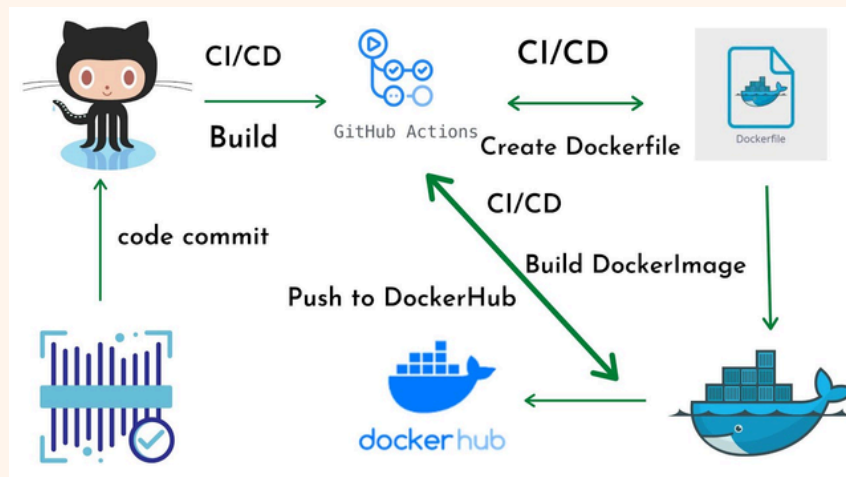 CI/CD
Build
GitHub Actions
CI/CD
Create Dockerfile
Dockerfile
code commit
CI/CD
Build DockerImage
Push to DockerHub
docker hub